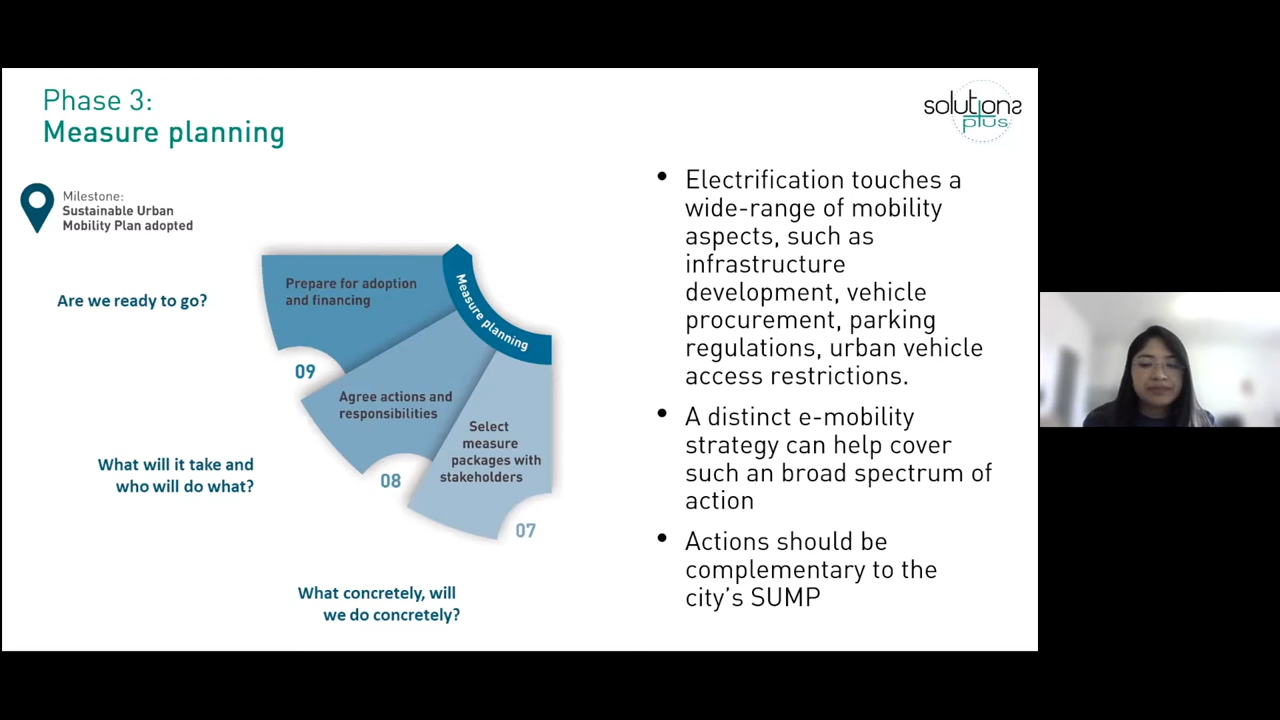 Phase 3:
Measure planning
solutions
plus
Milestone:
Sustainable Urban
Mobility Plan adopted
Are we ready to go?
Prepare for adoption
and financing
Measure planning
09
Agree actions and
responsibilities
What will it take and
who will do what?
08
Select
measure
packages with
stakeholders
07
What concretely, will
we do concretely?
• Electrification touches a
wide-range of mobility
aspects, such as
infrastructure
development, vehicle
procurement, parking
regulations, urban vehicle
access restrictions.
• A distinct e-mobility
strategy can help cover
such an broad spectrum of
action
• Actions should be
complementary to the
city’s SUMP